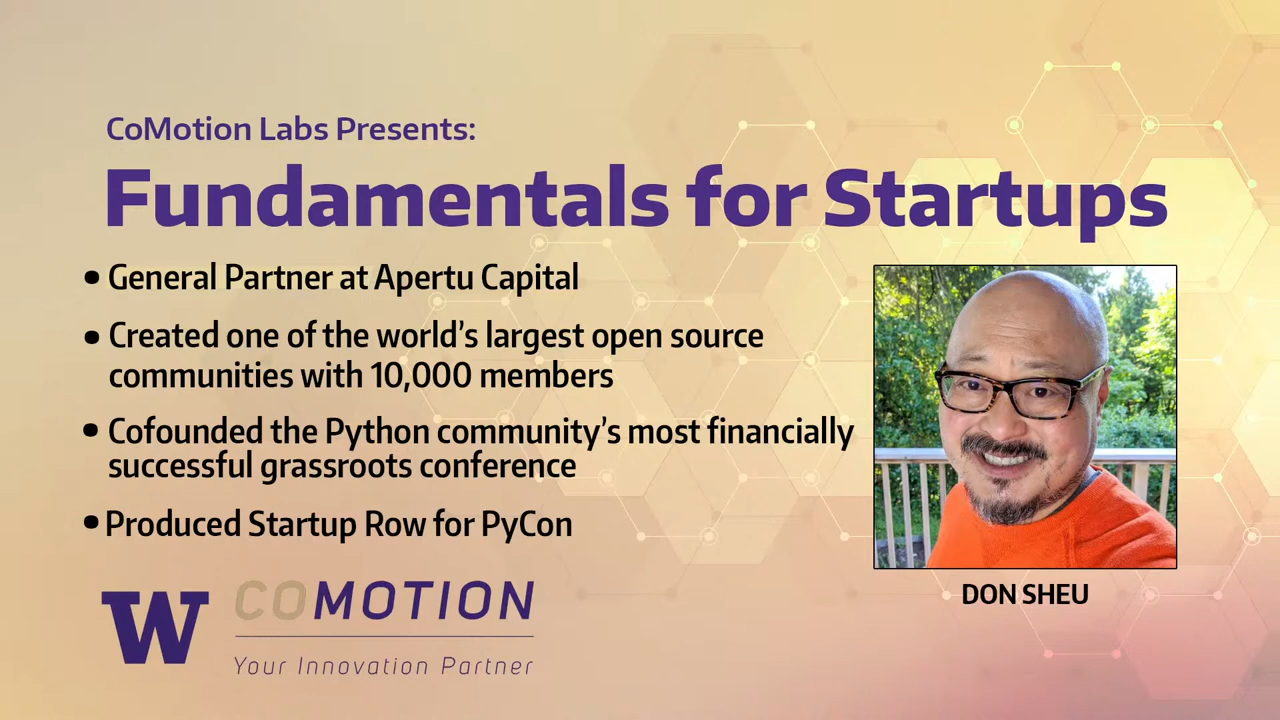 CoMotion Labs Presents:
Fundamentals for Startups
• General Partner at Apertu Capital
• Created one of the world’s largest open source
communities with 10,000 members
• Cofounded the Python community’s most financially
successful grassroots conference
• Produced Startup Row for PyCon
DON SHEU
W COMOTION
Your Innovation Partner